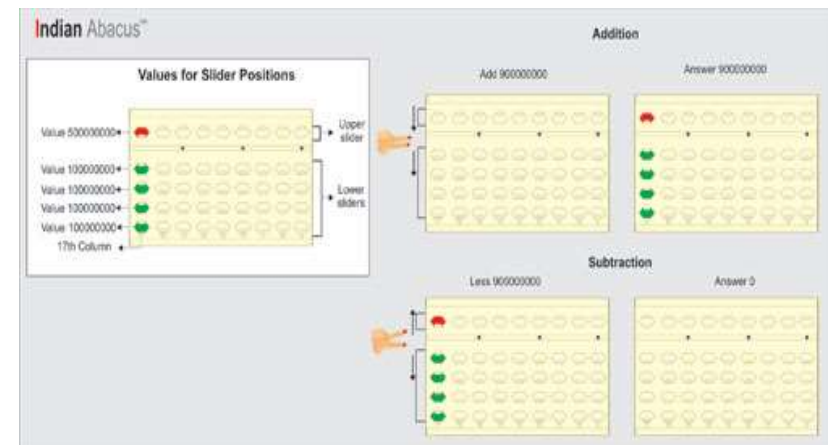 Indian Abacus™
Values for Slider Positions
Value 500000000
Upper
slider
Value 100000000
Value 100000000
Value 100000000
Value 100000000
Lower
sliders
17th Column
Addition
Add 900000000
Answer 900000000
Subtraction
Less 900000000
Answer 0